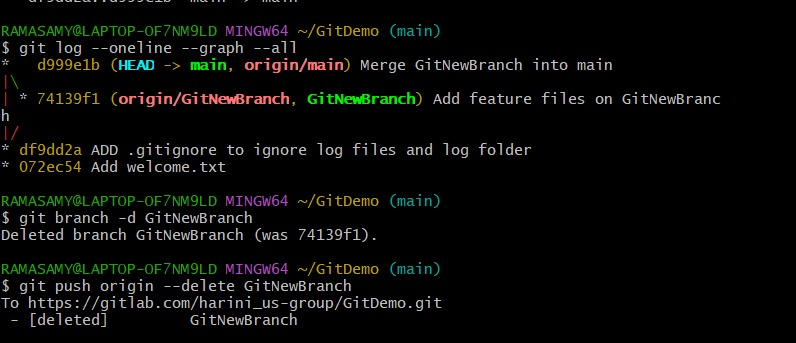 RAMASAMY@LAPTOP-OF7NM9LD MINGW64 ~/GitDemo (main)
$ git log --oneline --graph --all
*   d999e1b (HEAD -> main, origin/main) Merge GitNewBranch into main
|\
| * 74139f1 (origin/GitNewBranch, GitNewBranch) Add feature files on GitNewBranc
h
|/
* df9dd2a ADD .gitignore to ignore log files and log folder
* 072ec54 Add welcome.txt
RAMASAMY@LAPTOP-OF7NM9LD MINGW64 ~/GitDemo (main)
$ git branch -d GitNewBranch
Deleted branch GitNewBranch (was 74139f1).
RAMASAMY@LAPTOP-OF7NM9LD MINGW64 ~/GitDemo (main)
$ git push origin --delete GitNewBranch
To https://gitlab.com/harini_us-group/GitDemo.git
 - [deleted]         GitNewBranch